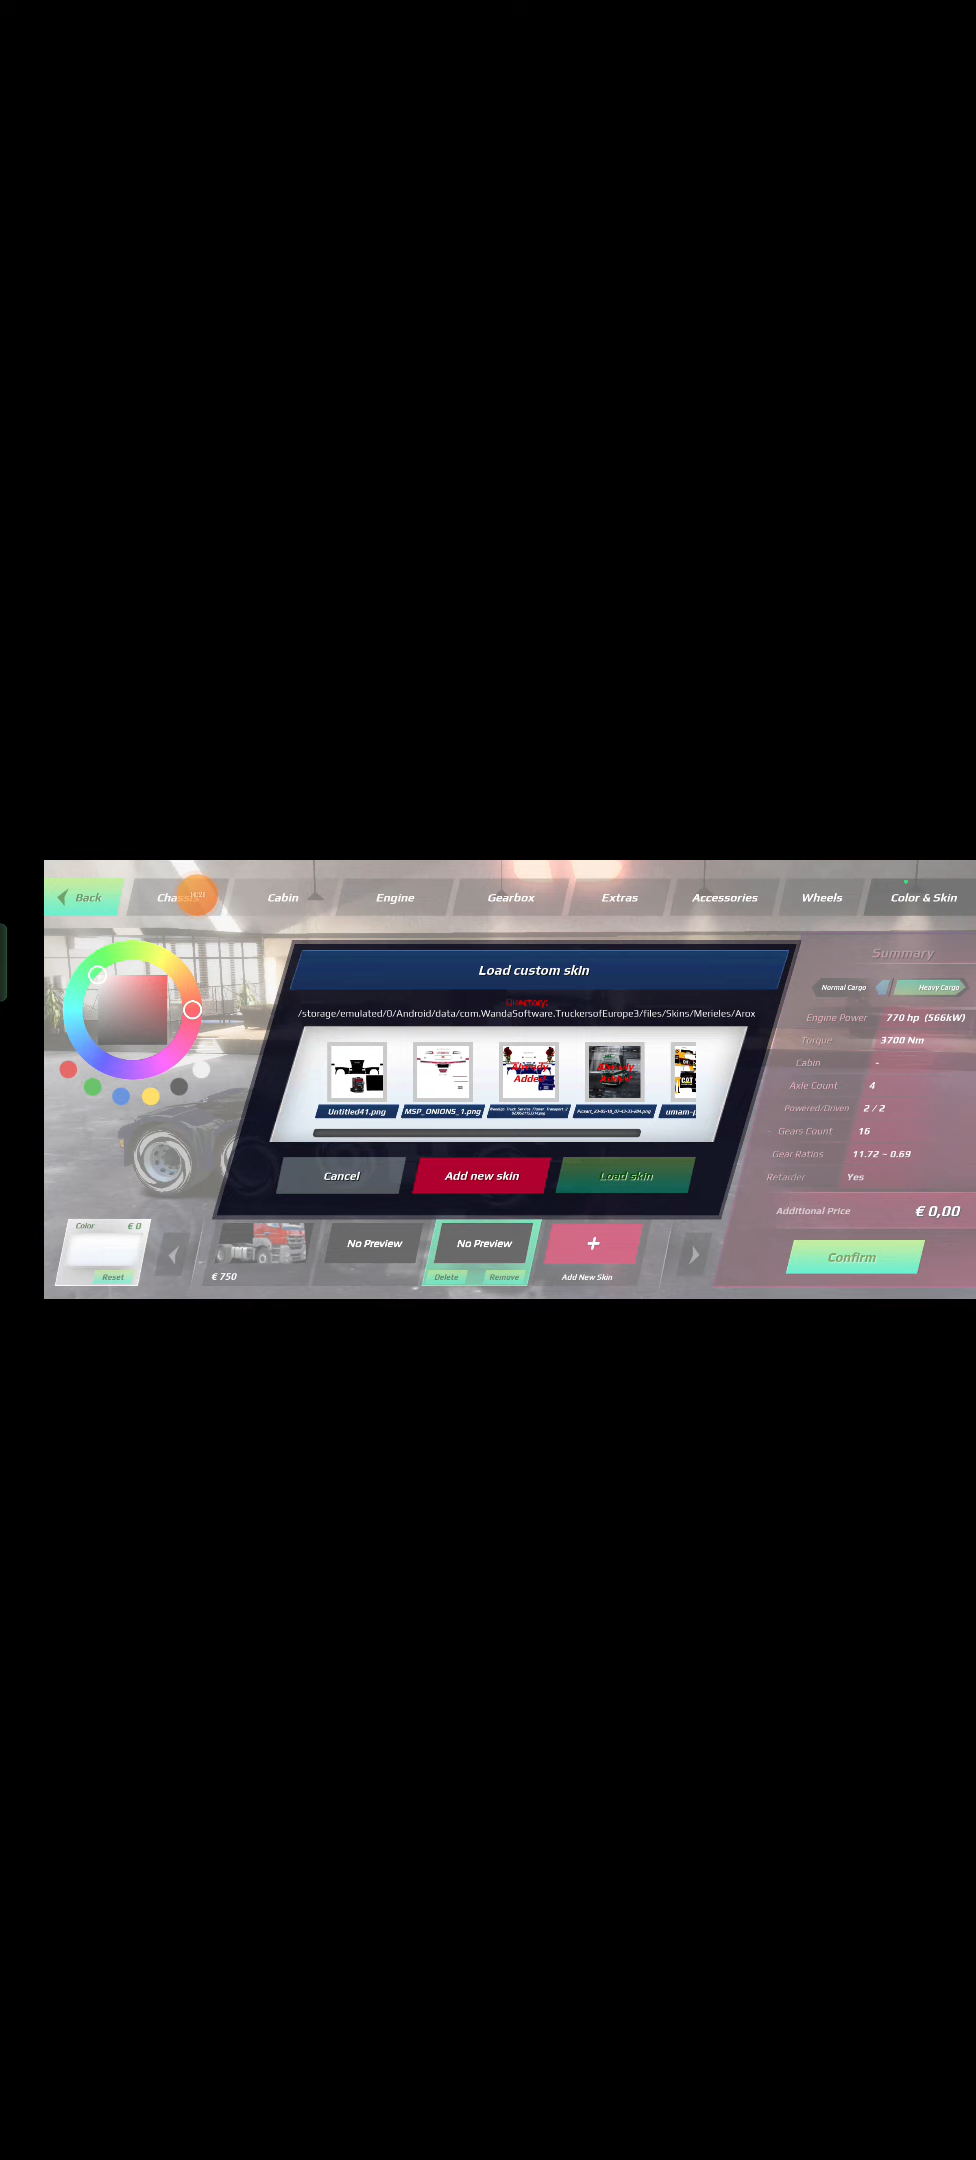 Back
Cabin
Engine
Gearbox
Extras
Accessories
Wheels
Color & Skin
Load custom skin
Directory:
/storage/emulated/0/Android/data/com.WandaSoftware.TruckersofEurope3/files/Skins/Merieles/Arox
Already
Added
Already
Added
Untitled41.png
MSP_ONIONS_1.png
Cancel
Add new skin
Load skin
Summary
Normal Cargo
Heavy Cargo
Engine Power 770 hp (566kW)
Torque 3700 Nm
Cabin -
Axle Count 4
Powered/Driven 2 / 2
Gears Count 16
Gear Ratios 11.72 ~ 0.69
Retarder Yes
Additional Price € 0,00
Confirm
Color € 0
Reset
€ 750
No Preview
No Preview
Delete
Remove
+
Add New Skin